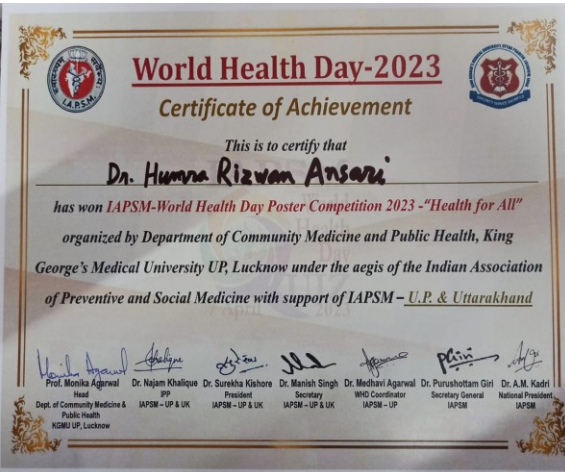 World Health Day-2023
Certificate of Achievement
This is to certify that
Dr. Humra Rizwan Ansari
has won IAPSM-World Health Day Poster Competition 2023 -“Health for All”
organized by Department of Community Medicine and Public Health, King
George's Medical University UP, Lucknow under the aegis of the Indian Association
of Preventive and Social Medicine with support of IAPSM – U.P. & Uttarakhand
Prof. Monika Agarwal
Head
Dept. of Community Medicine &
Public Health
KGMU UP, Lucknow
Dr. Najam Khalique
IPP
IAPSM – UP & UK
Dr. Surekha Kishore
President
IAPSM – UP & UK
Dr. Manish Singh
Secretary
IAPSM – UP & UK
Dr. Medhavi Agarwal
WHD Coordinator
IAPSM – UP
Dr. Purushottam Giri
Secretary General
IAPSM
Dr. A.M. Kadri
National President
IAPSM
I.A.P.S.M.